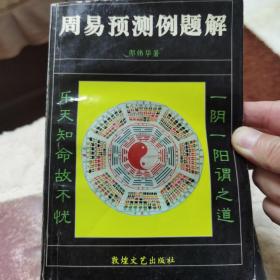 周易预测例题解
邵伟华著
一阴一阳谓之道
乐天知命故不忧
敦煌文艺出版社